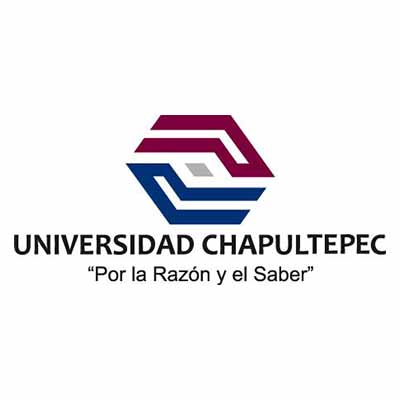 UNIVERSIDAD CHAPULTEPEC
“Por la Razón y el Saber”